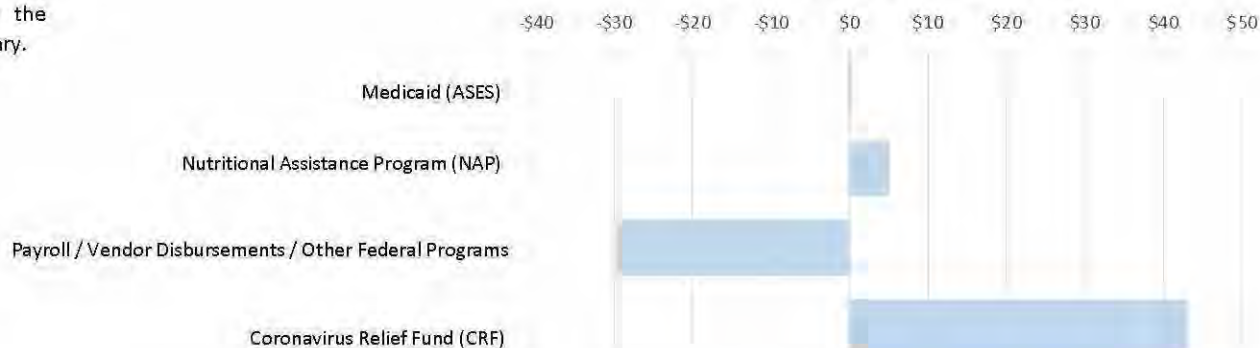 the
ry.
-$40 -$30 -$20 -$10 $0 $10 $20 $30 $40 $50
Medicaid (ASES)
Nutritional Assistance Program (NAP)
Payroll / Vendor Disbursements / Other Federal Programs
Coronavirus Relief Fund (CRF)